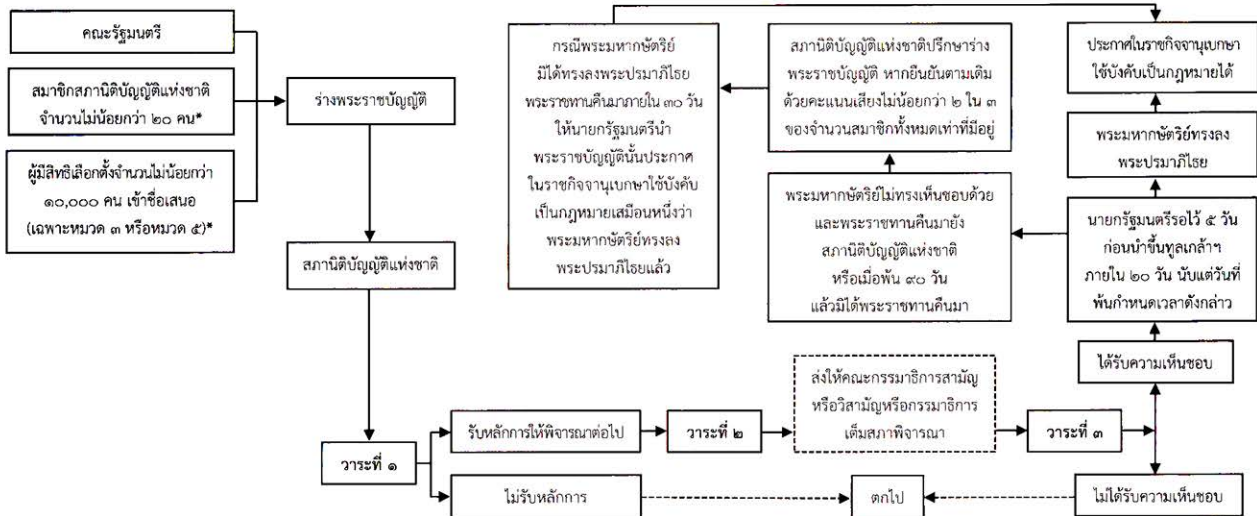 คณะรัฐมนตรี
สมาชิกสภานิติบัญญัติแห่งชาติ
จำนวนไม่น้อยกว่า ๒๐ คน*
ผู้มีสิทธิเลือกตั้งจำนวนไม่น้อยกว่า
๑๐,๐๐๐ คน เข้าชื่อเสนอ
(เฉพาะหมวด ๓ หรือหมวด ๕)*
ร่างพระราชบัญญัติ
สภานิติบัญญัติแห่งชาติ
วาระที่ ๑
รับหลักการให้พิจารณาต่อไป
ไม่รับหลักการ
วาระที่ ๒
ส่งให้คณะกรรมาธิการสามัญ
หรือวิสามัญหรือกรรมาธิการ
เต็มสภาพิจารณา
วาระที่ ๓
ตกไป
ไม่ได้รับความเห็นชอบ
ได้รับความเห็นชอบ
นายกรัฐมนตรีรอไว้ ๕ วัน
ก่อนนำขึ้นทูลเกล้าฯ
ภายใน ๒๐ วัน นับแต่วันที่
พ้นกำหนดเวลาดังกล่าว
พระมหากษัตริย์ทรงลง
พระปรมาภิไธย
ประกาศในราชกิจจานุเบกษา
ใช้บังคับเป็นกฎหมายได้
พระมหากษัตริย์ไม่ทรงเห็นชอบด้วย
และพระราชทานคืนมายัง
สภานิติบัญญัติแห่งชาติ
หรือเมื่อพ้น ๙๐ วัน
แล้วมิได้พระราชทานคืนมา
สภานิติบัญญัติแห่งชาติปรึกษาร่าง
พระราชบัญญัติ หากยืนยันตามเดิม
ด้วยคะแนนเสียงไม่น้อยกว่า ๒ ใน ๓
ของจำนวนสมาชิกทั้งหมดเท่าที่มีอยู่
กรณีพระมหากษัตริย์
มิได้ทรงลงพระปรมาภิไธย
พระราชทานคืนมาภายใน ๓๐ วัน
ให้นายกรัฐมนตรีนำ
พระราชบัญญัตินั้นประกาศ
ในราชกิจจานุเบกษาใช้บังคับ
เป็นกฎหมายเสมือนหนึ่งว่า
พระมหากษัตริย์ทรงลง
พระปรมาภิไธยแล้ว